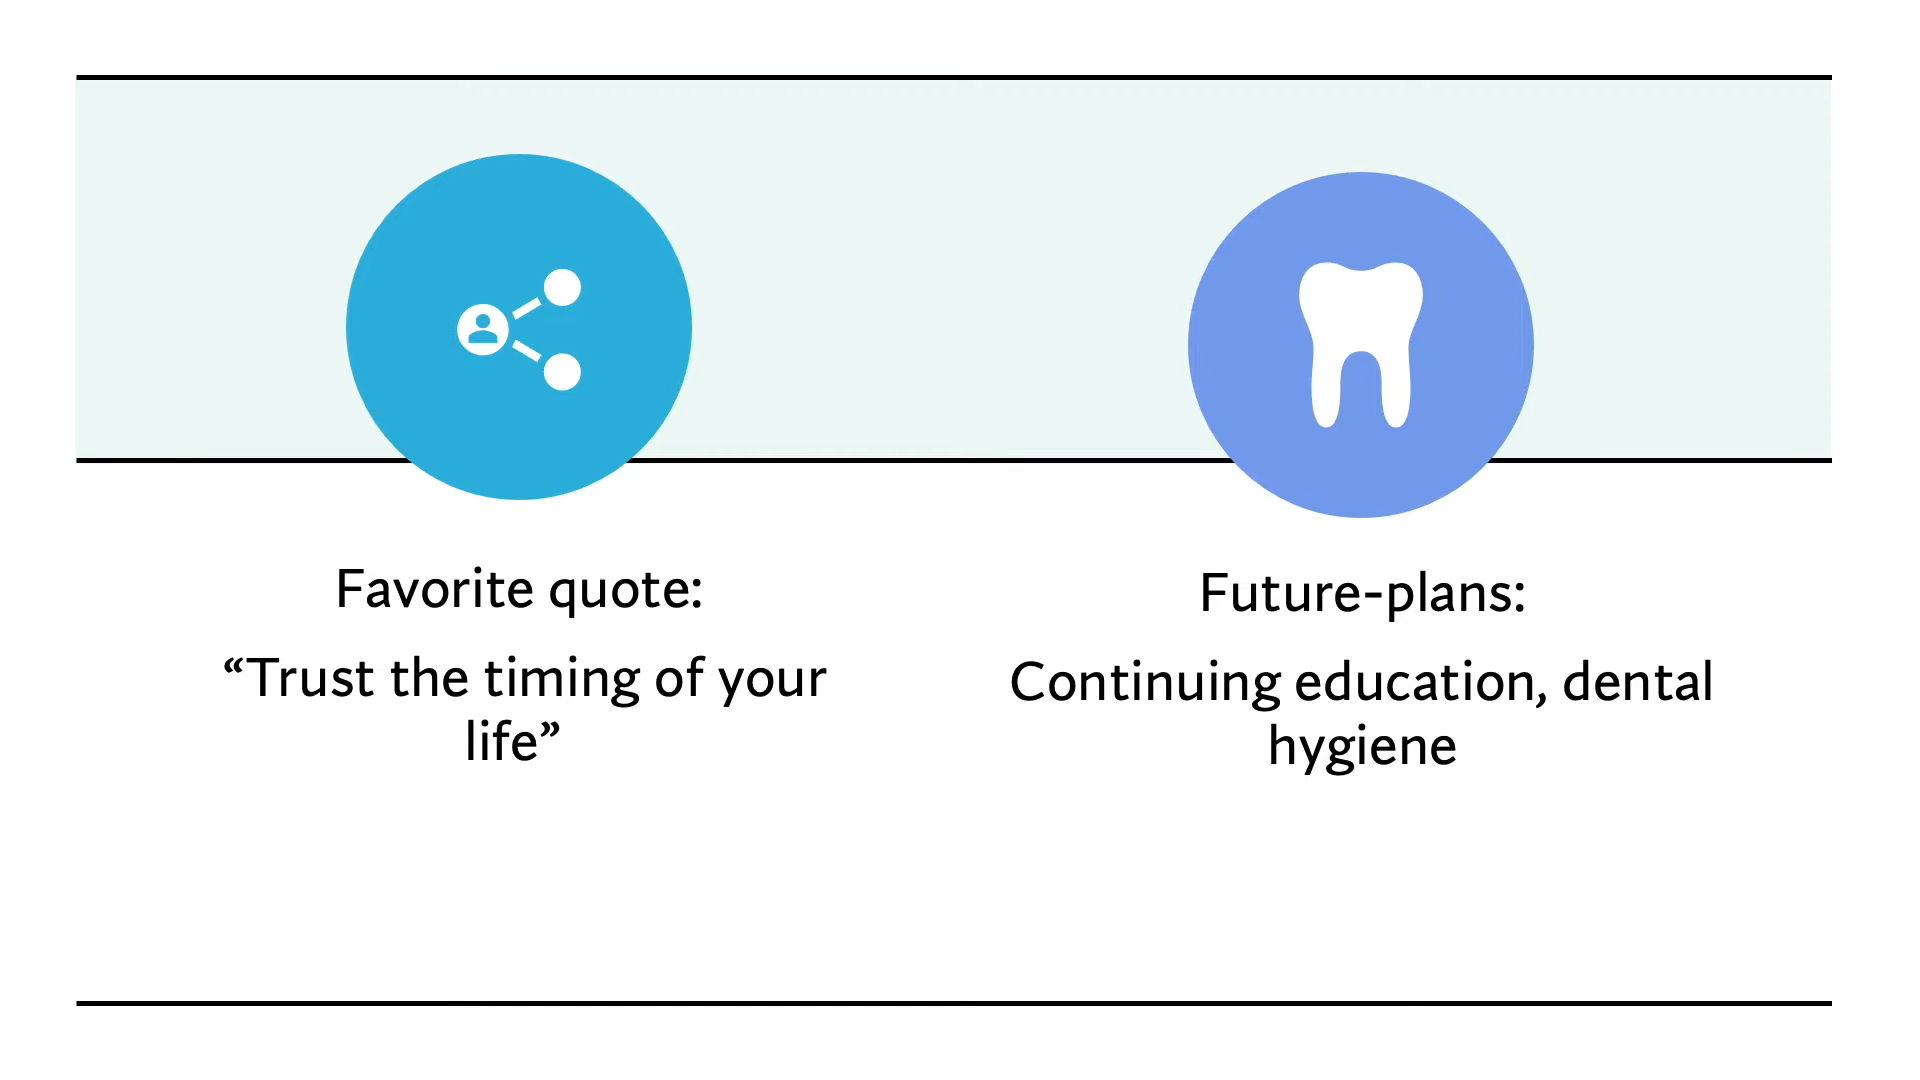 Favorite quote:
“Trust the timing of your
life”
Future-plans:
Continuing education, dental
hygiene